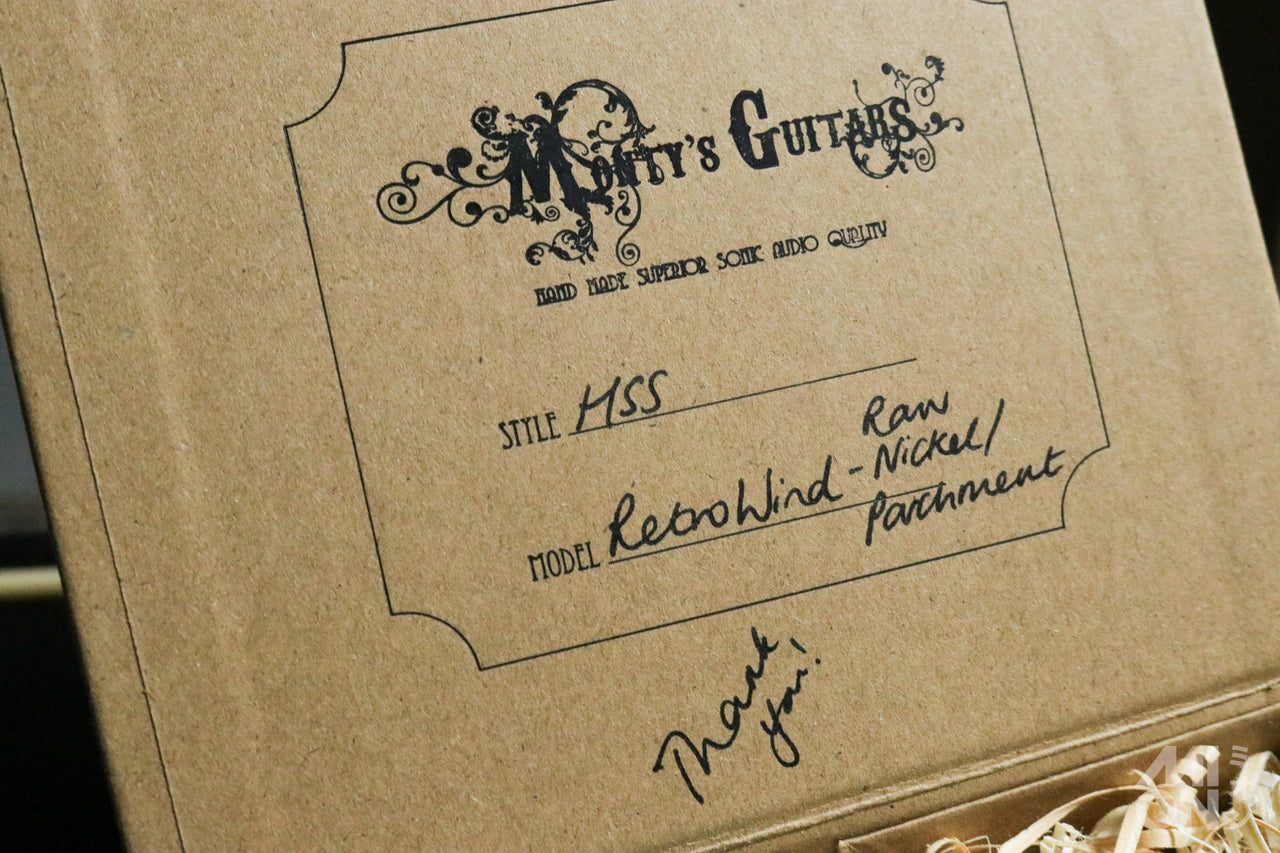 Monty's Guitars
HAND MADE SUPERIOR SONIC AUDIO QUALITY
STYLE HSS
MODEL RetroWind - Raw
Nickel/
Parchment
Thank
you!